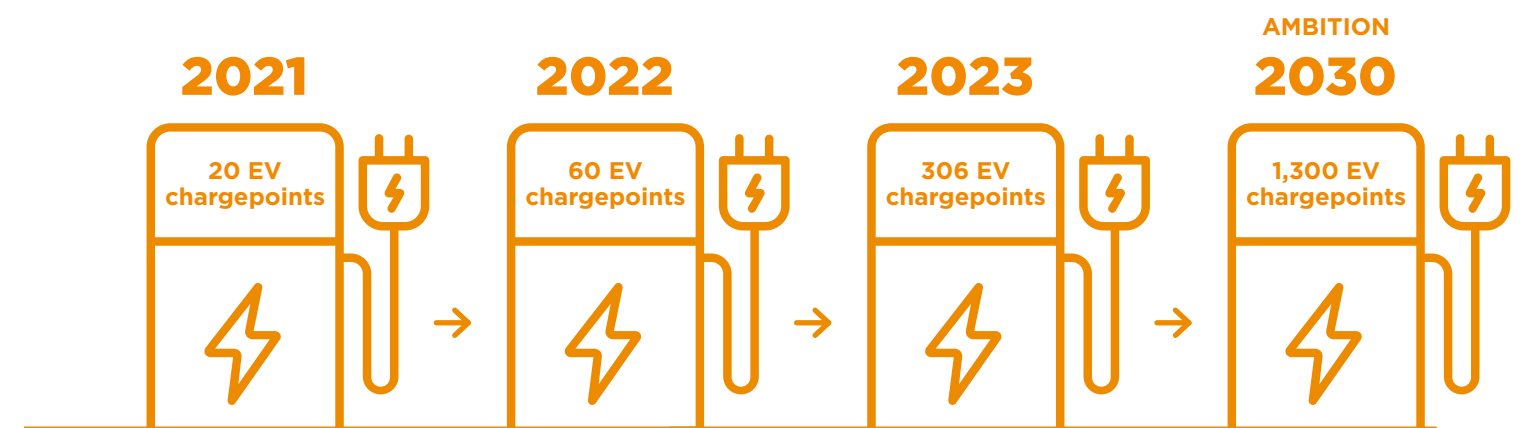 2021
20 EV
chargepoints
2022
60 EV
chargepoints
2023
306 EV
chargepoints
AMBITION
2030
1,300 EV
chargepoints